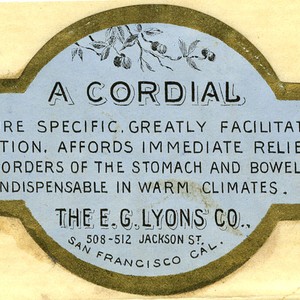 A CORDIAL
RE SPECIFIC, GREATLY FACILITAT
TION, AFFORDS IMMEDIATE RELIE
ORDERS OF THE STOMACH AND BOWEL
NDISPENSABLE IN WARM CLIMATES.
THE E.G. LYONS CO.,
508-512 JACKSON ST.
SAN FRANCISCO CAL.